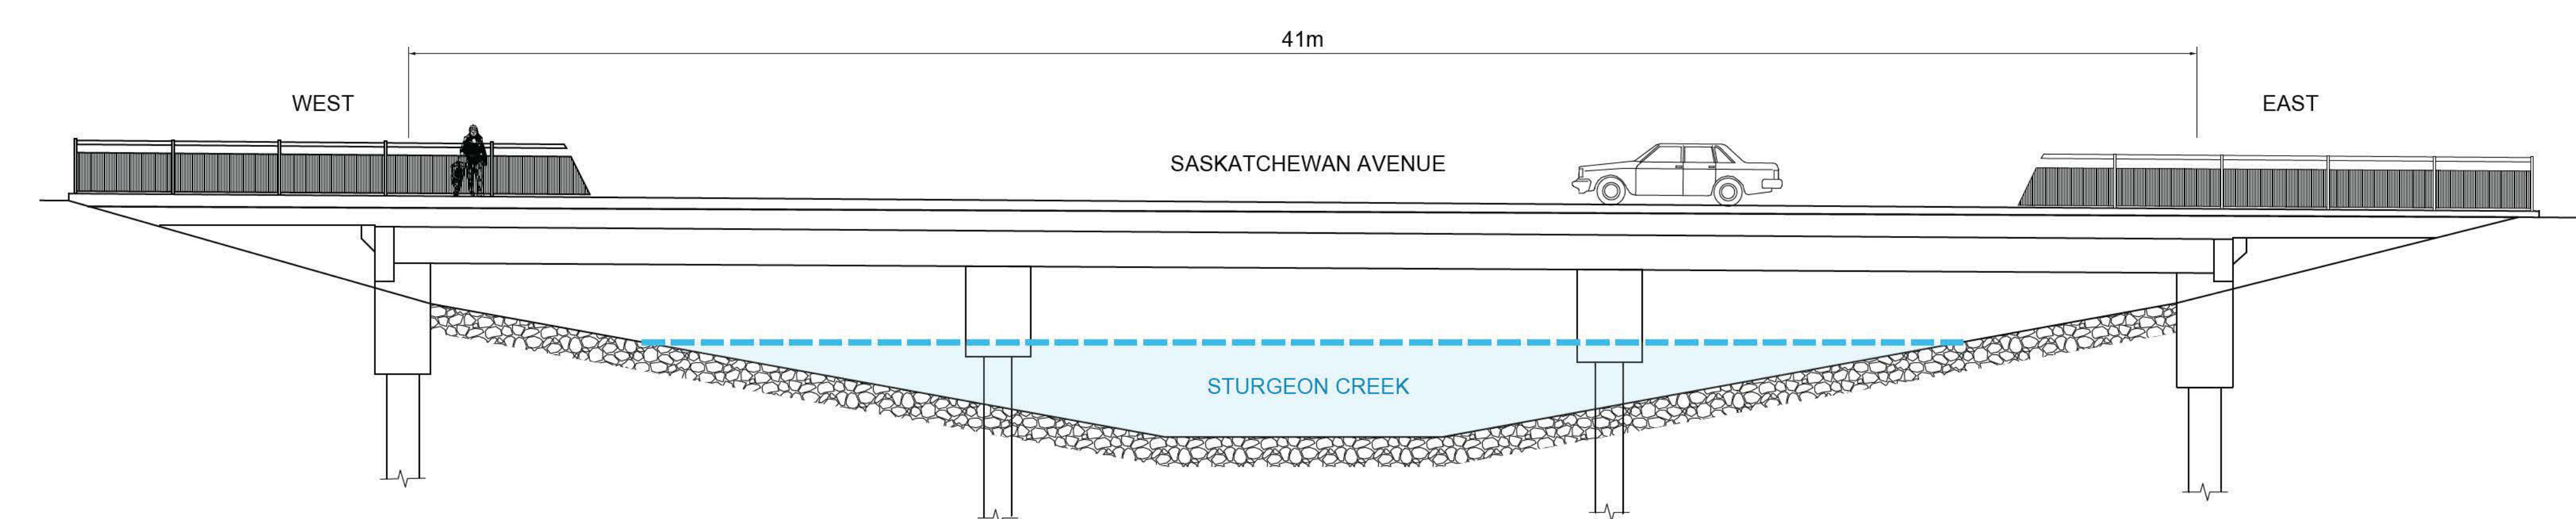 41m
WEST
EAST
SASKATCHEWAN AVENUE
STURGEON CREEK